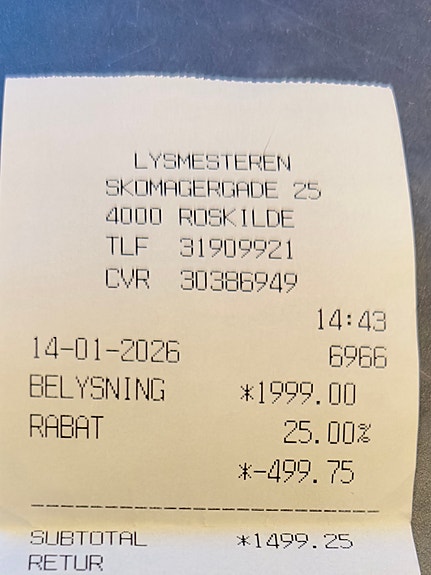 LYSMESTEREN
SKOMAGERGADE 25
4000 ROSKILDE
TLF 31909921
CVR 30386949
14:43
14-01-2026 6966
BELYSNING *1999.00
RABAT 25.00%
*-499.75
--------------------------------
SUBTOTAL *1499.25
RETUR